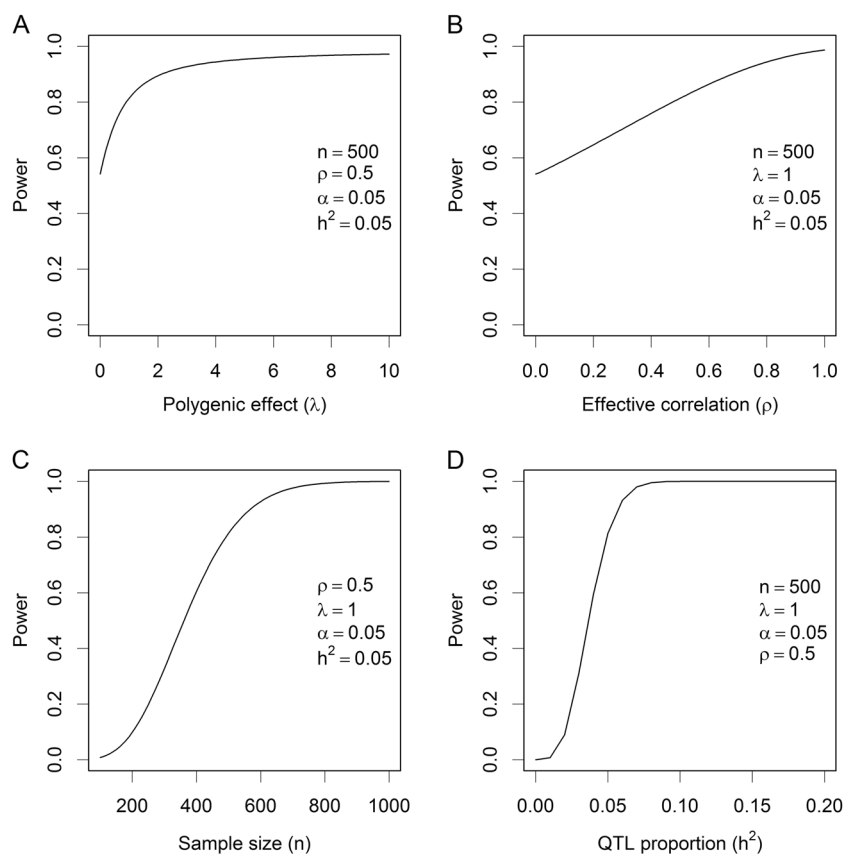 A
Power
0.0 0.2 0.4 0.6 0.8 1.0
n = 500
ρ = 0.5
α = 0.05
h² = 0.05
0 2 4 6 8 10
Polygenic effect (λ)
B
Power
0.0 0.2 0.4 0.6 0.8 1.0
n = 500
λ = 1
α = 0.05
h² = 0.05
0.0 0.2 0.4 0.6 0.8 1.0
Effective correlation (ρ)
C
Power
0.0 0.2 0.4 0.6 0.8 1.0
ρ = 0.5
λ = 1
α = 0.05
h² = 0.05
200 400 600 800 1000
Sample size (n)
D
Power
0.0 0.2 0.4 0.6 0.8 1.0
n = 500
λ = 1
α = 0.05
ρ = 0.5
0.00 0.05 0.10 0.15 0.20
QTL proportion (h²)